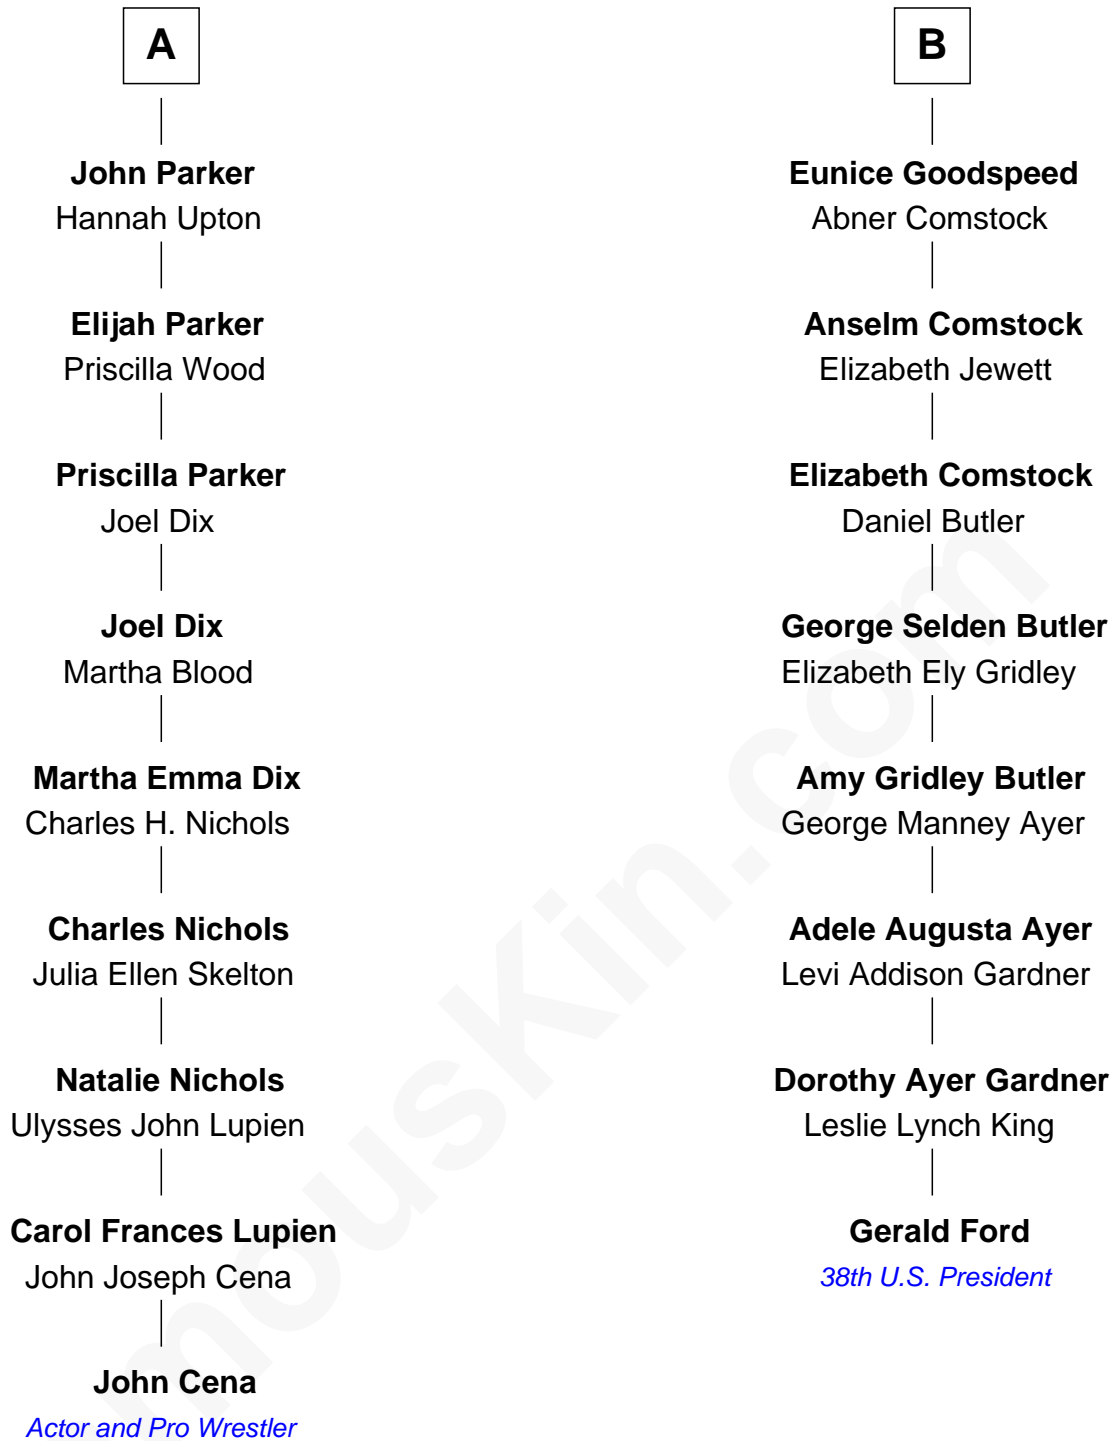 A
John Parker
Hannah Upton
Elijah Parker
Priscilla Wood
Priscilla Parker
Joel Dix
Joel Dix
Martha Blood
Martha Emma Dix
Charles H. Nichols
Charles Nichols
Julia Ellen Skelton
Natalie Nichols
Ulysses John Lupien
Carol Frances Lupien
John Joseph Cena
John Cena
Actor and Pro Wrestler
B
Eunice Goodspeed
Abner Comstock
Anselm Comstock
Elizabeth Jewett
Elizabeth Comstock
Daniel Butler
George Selden Butler
Elizabeth Ely Gridley
Amy Gridley Butler
George Manney Ayer
Adele Augusta Ayer
Levi Addison Gardner
Dorothy Ayer Gardner
Leslie Lynch King
Gerald Ford
38th U.S. President
mousKin.com